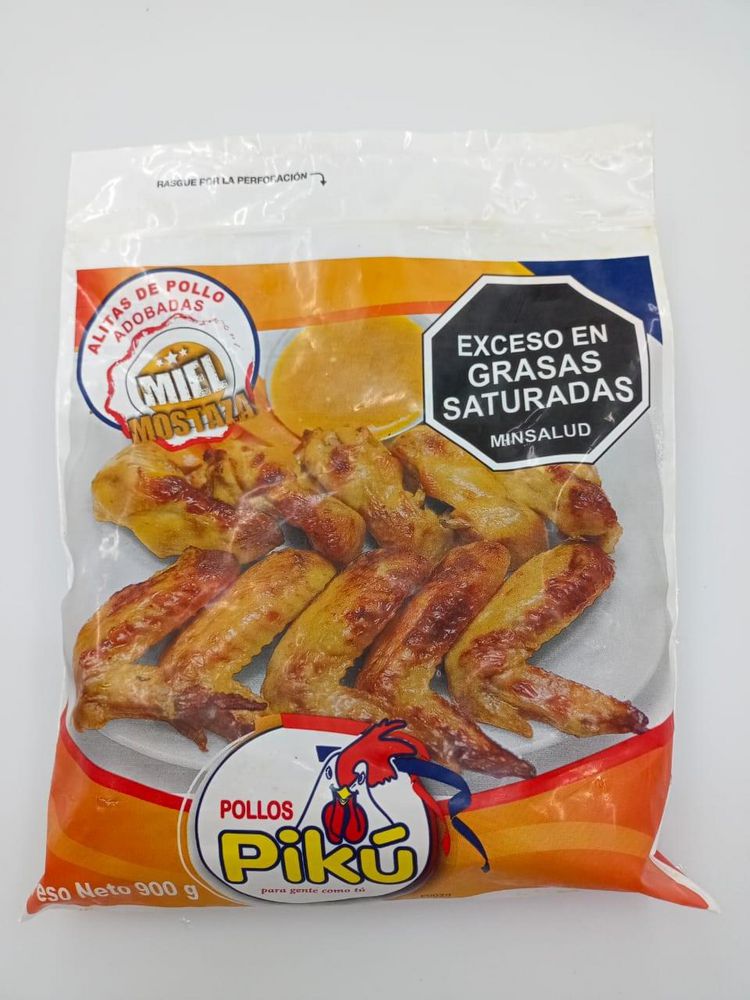 RASGUE POR LA PERFORACIÓN
ALITAS DE POLLO
ADOBADAS
MIEL
MOSTAZA
EXCESO EN
GRASAS
SATURADAS
MINSALUD
POLLOS
Pikú
para gente como tú
eso Neto 900 g